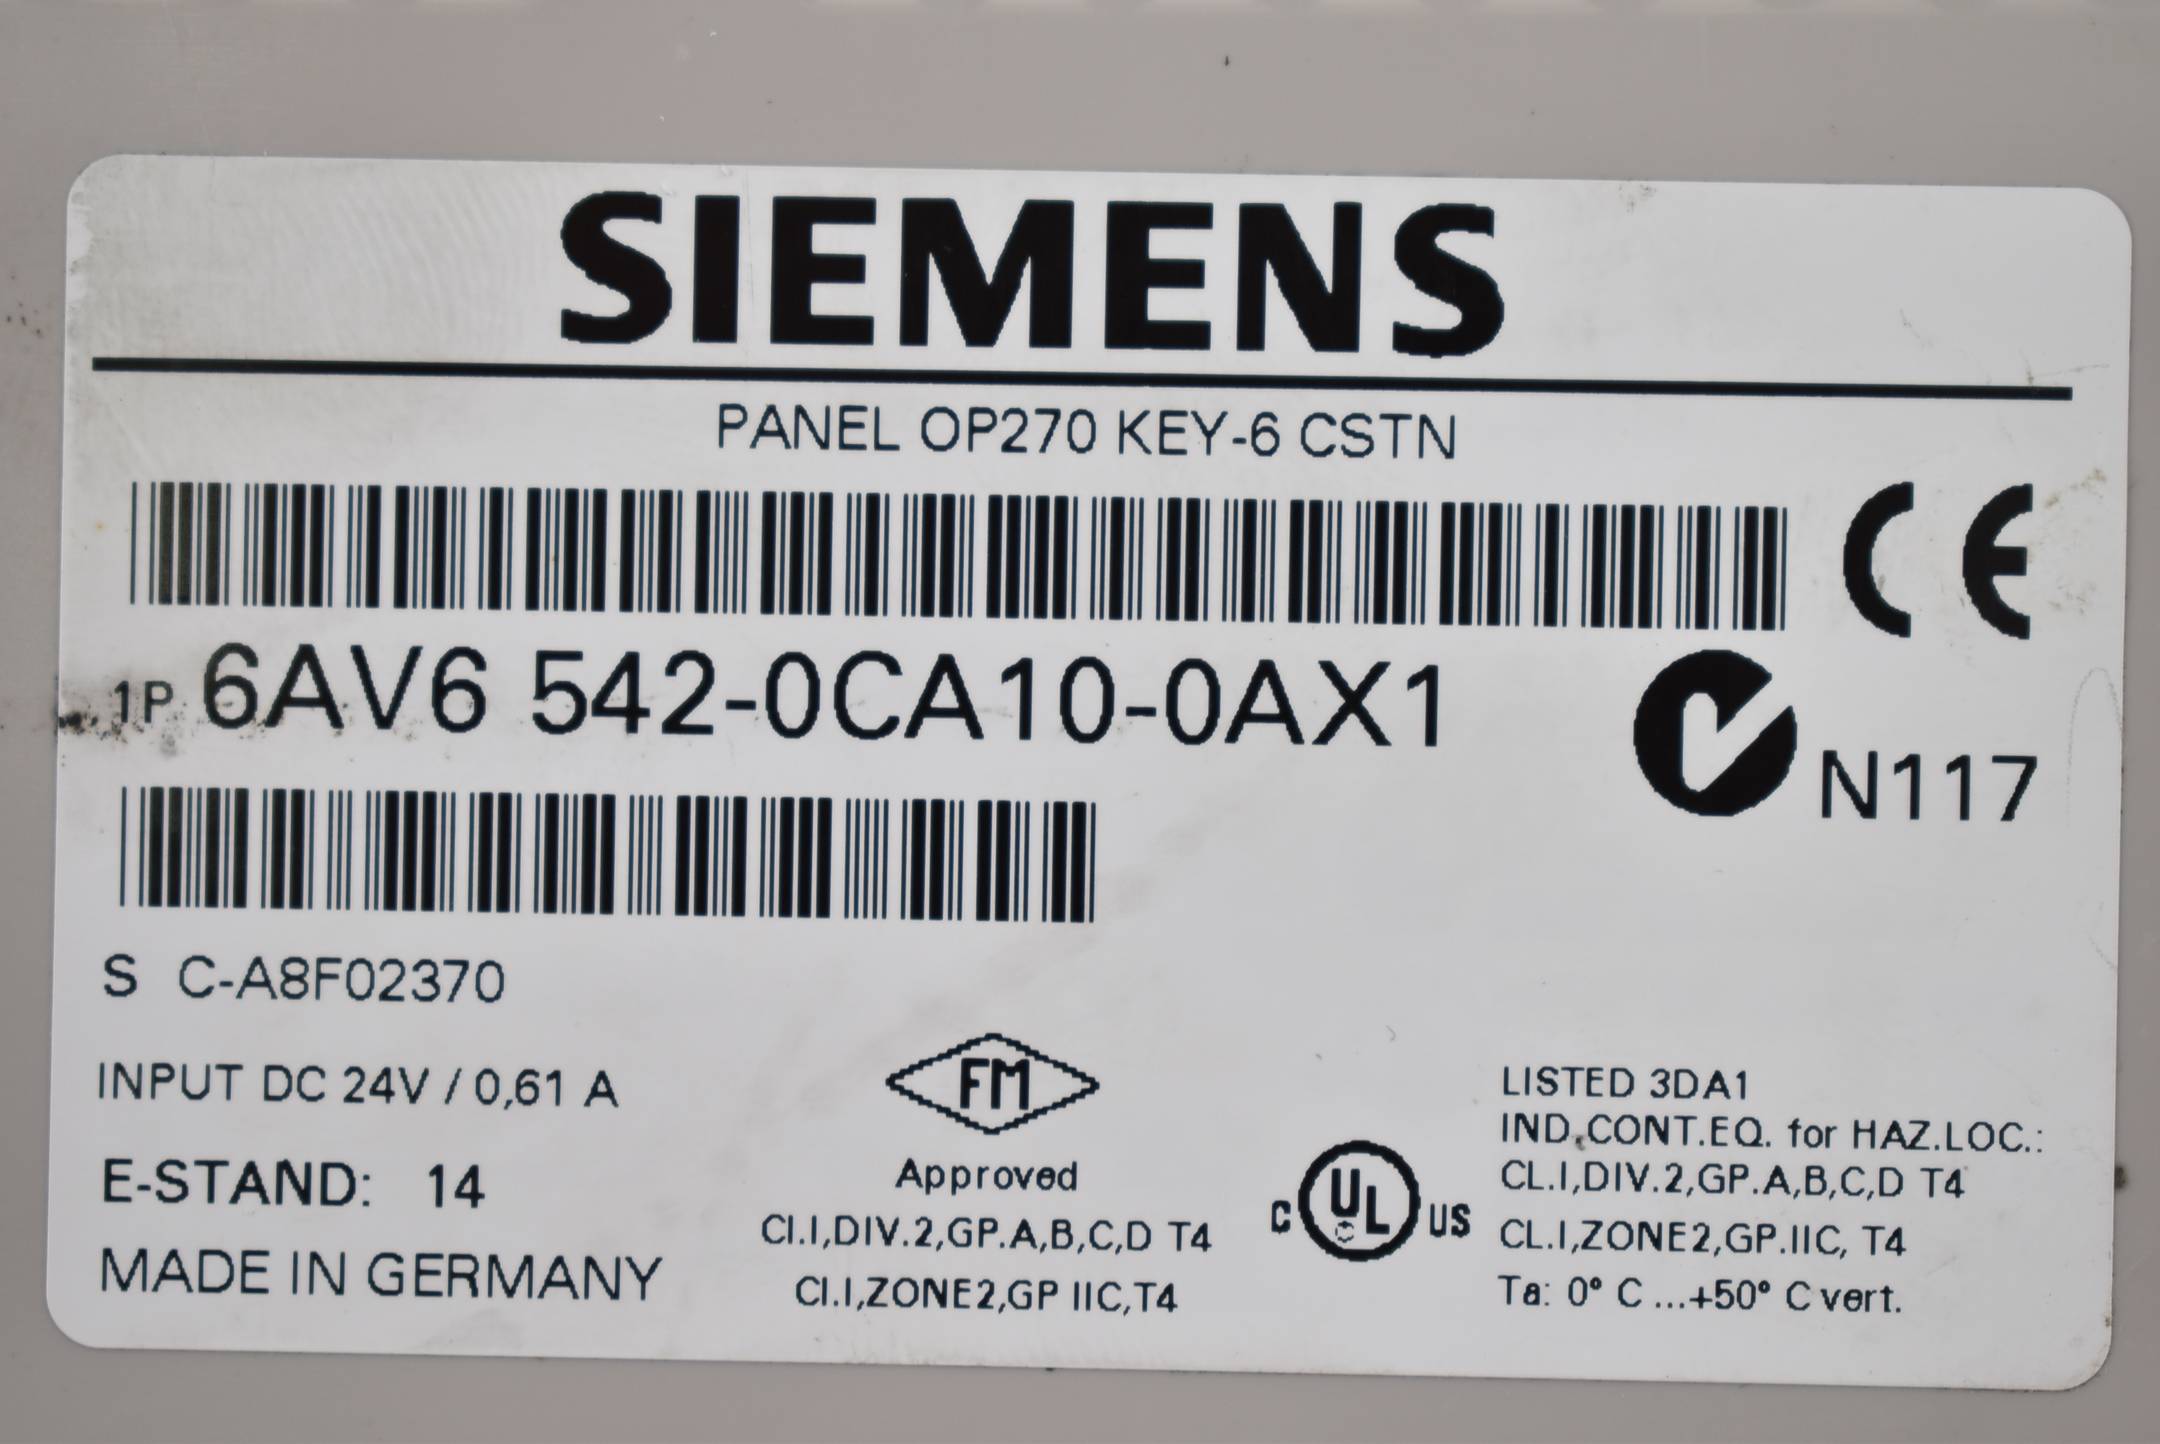 SIEMENS
PANEL OP270 KEY-6 CSTN
CE
1P 6AV6 542-0CA10-0AX1
N117
S C-A8F02370
INPUT DC 24V / 0,61 A
E-STAND: 14
MADE IN GERMANY
FM
Approved
Cl.I,DIV.2,GP.A,B,C,D T4
Cl.I,ZONE2,GP IIC,T4
C UL US
LISTED 3DA1
IND.CONT.EQ. for HAZ.LOC.:
CL.I,DIV.2,GP.A,B,C,D T4
CL.I,ZONE2,GP.IIC, T4
Ta: 0° C ...+50° C vert.